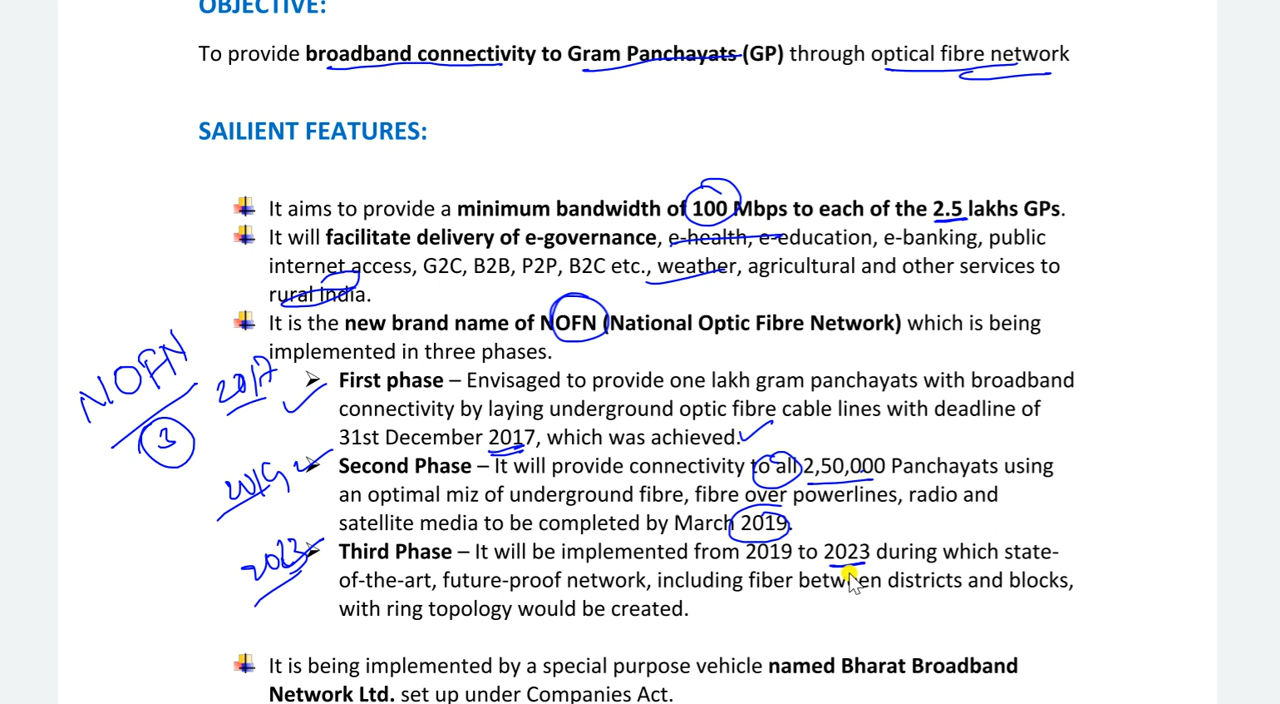 OBJECTIVE:
To provide broadband connectivity to Gram Panchayats (GP) through optical fibre network
SAILIENT FEATURES:
It aims to provide a minimum bandwidth of 100 Mbps to each of the 2.5 lakhs GPs.
It will facilitate delivery of e-governance, e-health, e-education, e-banking, public
internet access, G2C, B2B, P2P, B2C etc., weather, agricultural and other services to
rural India.
It is the new brand name of NOFN (National Optic Fibre Network) which is being
implemented in three phases.
NOFN
3
2017
First phase – Envisaged to provide one lakh gram panchayats with broadband
connectivity by laying underground optic fibre cable lines with deadline of
31st December 2017, which was achieved.
2019
Second Phase – It will provide connectivity to all 2,50,000 Panchayats using
an optimal miz of underground fibre, fibre over powerlines, radio and
satellite media to be completed by March 2019.
2023
Third Phase – It will be implemented from 2019 to 2023 during which state-
of-the-art, future-proof network, including fiber between districts and blocks,
with ring topology would be created.
It is being implemented by a special purpose vehicle named Bharat Broadband
Network Ltd. set up under Companies Act.